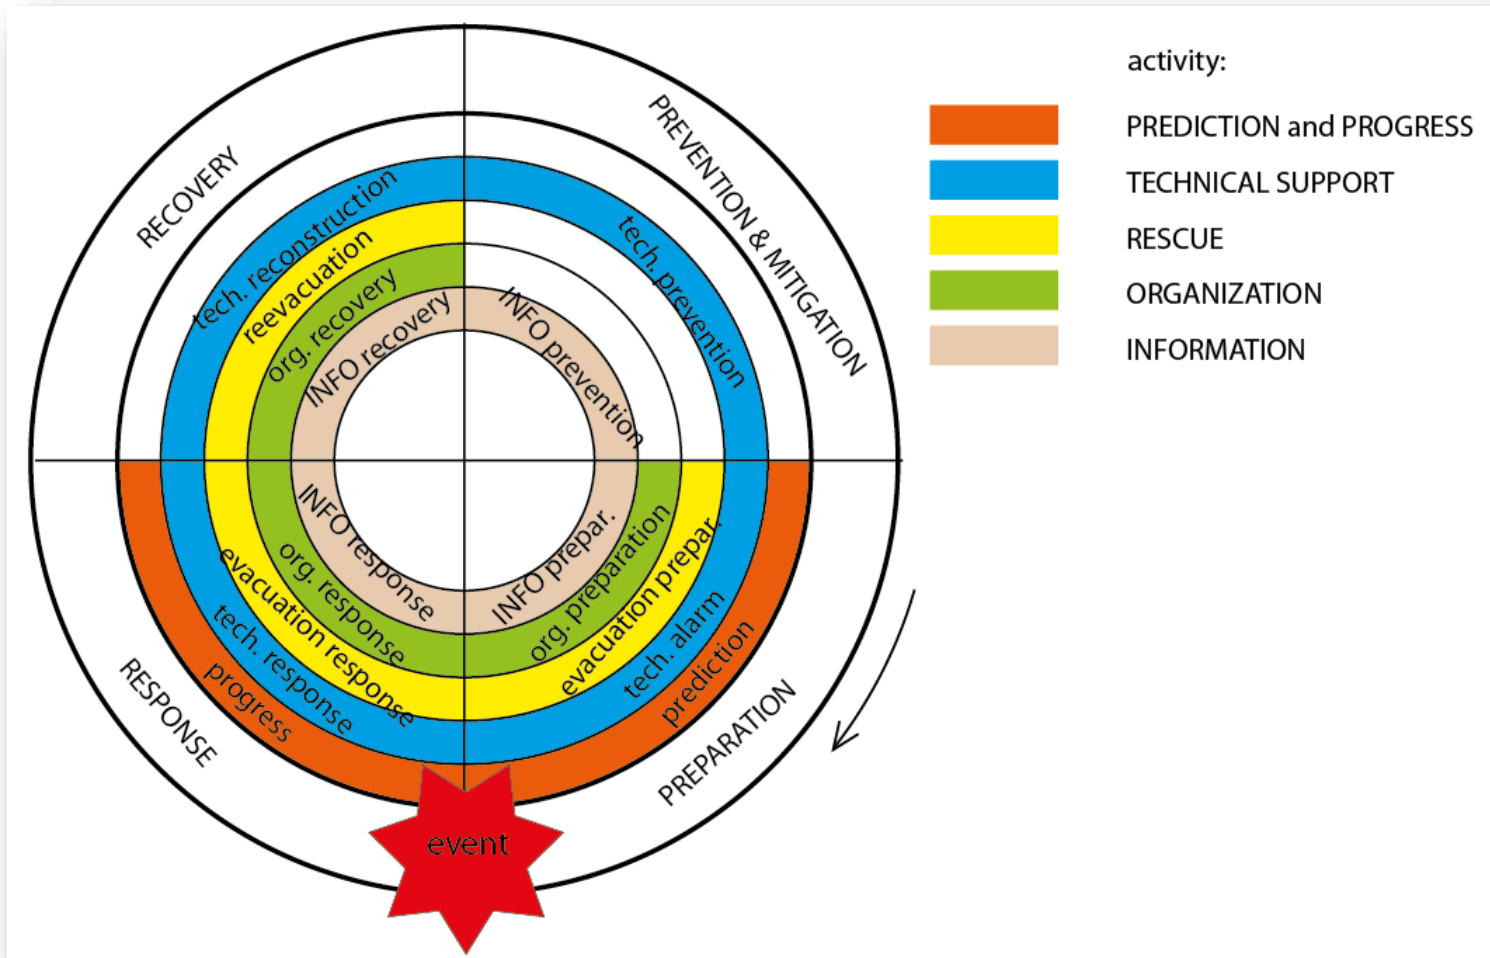 activity:
PREDICTION and PROGRESS
TECHNICAL SUPPORT
RESCUE
ORGANIZATION
INFORMATION
RECOVERY
PREVENTION & MITIGATION
tech. reconstruction
reevacuation
org. recovery
INFO recovery
tech. prevention
INFO prevention
INFO response
org. response
evacuation response
tech. response
progress
RESPONSE
INFO prepar.
org. preparation
evacuation prepar.
tech. alarm
prediction
PREPARATION
event